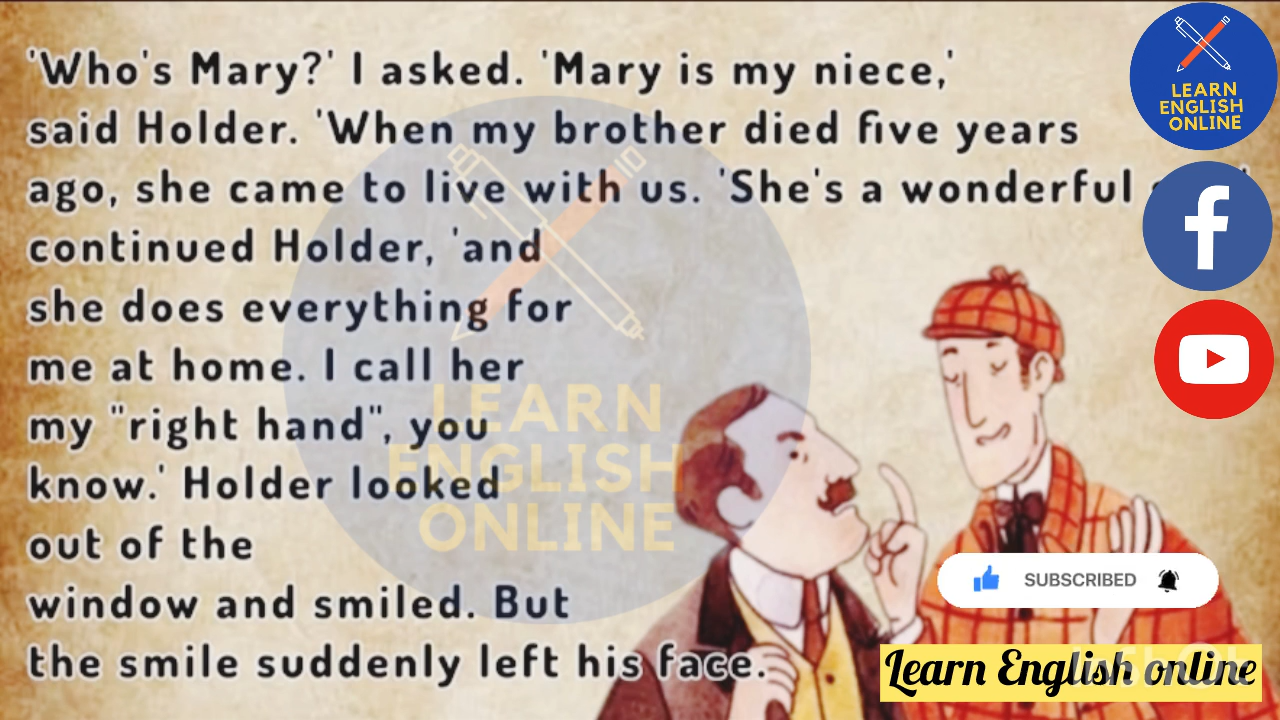 'Who's Mary?' I asked. 'Mary is my niece,'
said Holder. 'When my brother died five years
ago, she came to live with us. 'She's a wonderful
continued Holder, 'and
she does everything for
me at home. I call her
my "right hand", you
know.' Holder looked
out of the
window and smiled. But
the smile suddenly left his face.
LEARN
ENGLISH
ONLINE
LEARN
ENGLISH
ONLINE
SUBSCRIBED
Learn English online